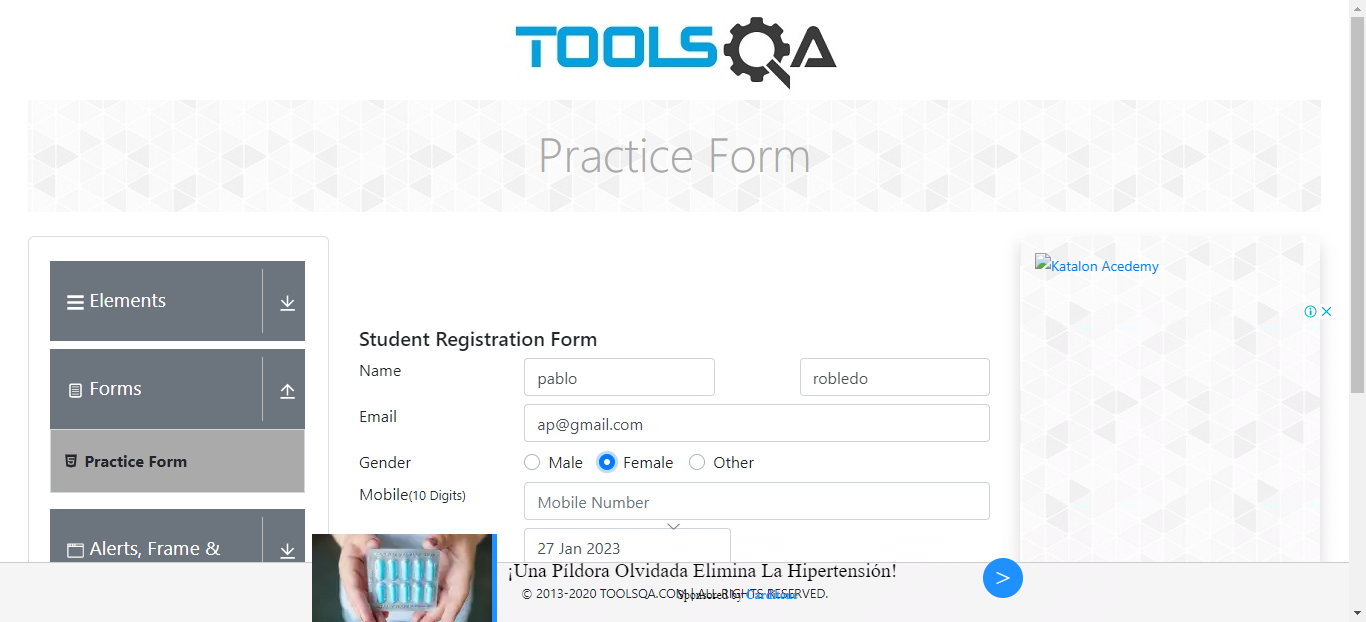 TOOLSQA
Practice Form
Elements
Forms
Practice Form
Alerts, Frame &
Student Registration Form
Name
pablo
robledo
Email
ap@gmail.com
Gender
Male
Female
Other
Mobile(10 Digits)
Mobile Number
27 Jan 2023
Katalon Acedemy
¡Una Píldora Olvidada Elimina La Hipertensión!
© 2013-2020 TOOLSQA.COM | ALL RIGHTS RESERVED.
Sponsored by